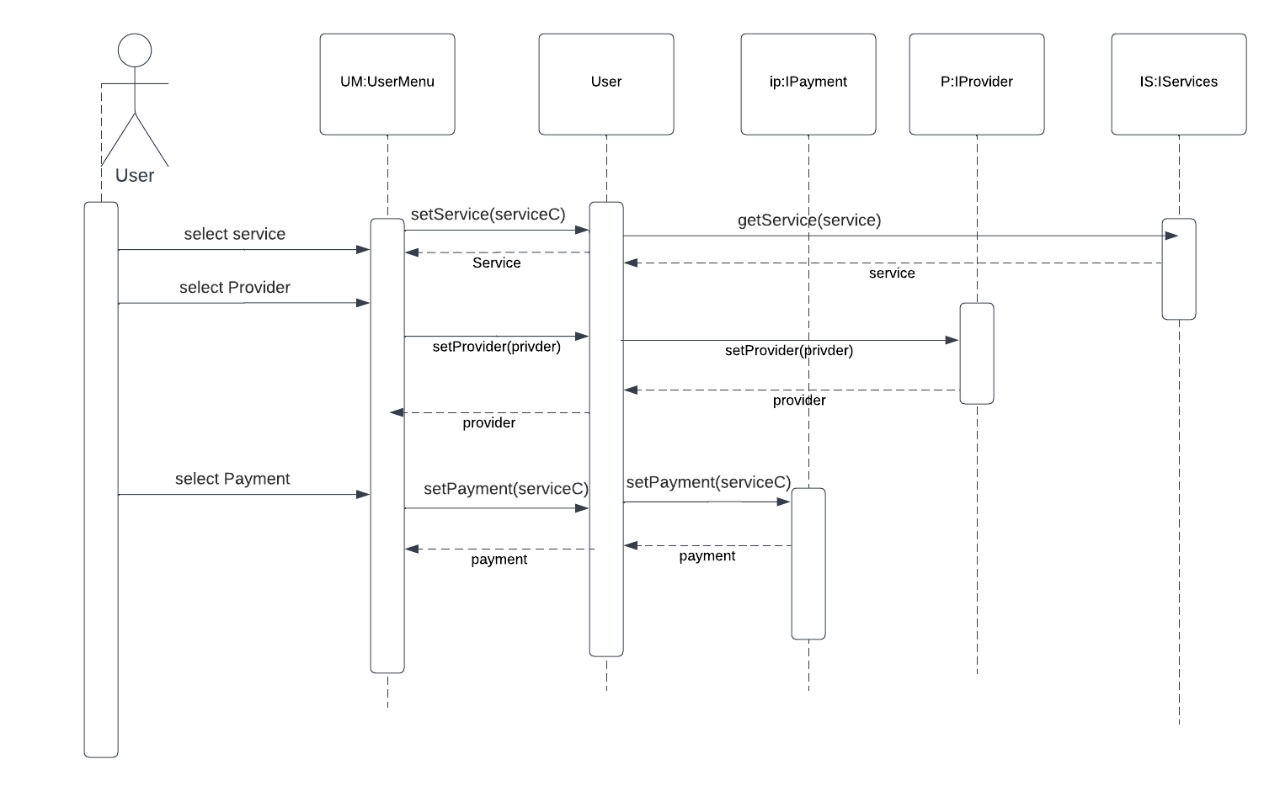 User
UM:UserMenu
User
ip:IPayment
P:IProvider
IS:IServices
select service
setService(serviceC)
getService(service)
Service
service
select Provider
setProvider(privder)
setProvider(privder)
provider
provider
select Payment
setPayment(serviceC)
setPayment(serviceC)
payment
payment